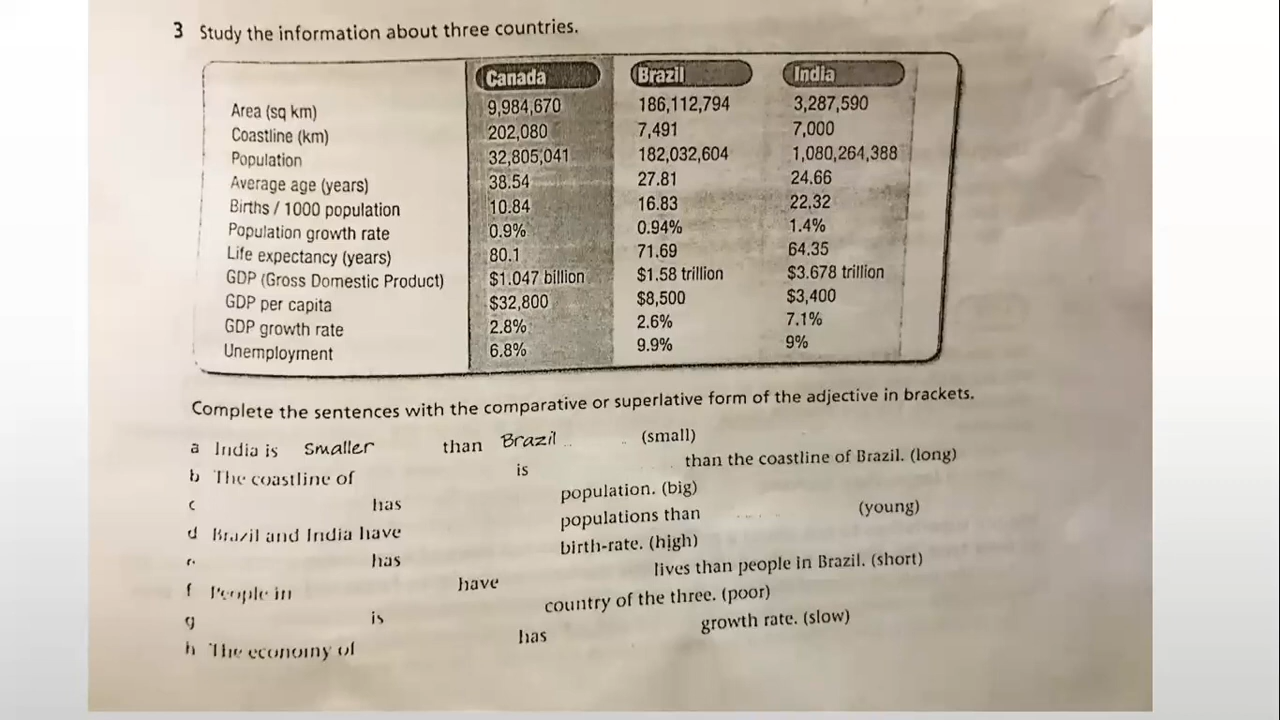 3 Study the information about three countries.
Canada Brazil India
Area (sq km) 9,984,670 186,112,794 3,287,590
Coastline (km) 202,080 7,491 7,000
Population 32,805,041 182,032,604 1,080,264,388
Average age (years) 38.54 27.81 24.66
Births / 1000 population 10.84 16.83 22.32
Population growth rate 0.9% 0.94% 1.4%
Life expectancy (years) 80.1 71.69 64.35
GDP (Gross Domestic Product) $1.047 billion $1.58 trillion $3.678 trillion
GDP per capita $32,800 $8,500 $3,400
GDP growth rate 2.8% 2.6% 7.1%
Unemployment 6.8% 9.9% 9%
Complete the sentences with the comparative or superlative form of the adjective in brackets.
a India is Smaller than Brazil (small)
b The coastline of is than the coastline of Brazil. (long)
c has population. (big)
d Brazil and India have populations than (young)
e has birth-rate. (high)
f People in have lives than people in Brazil. (short)
g is country of the three. (poor)
h The economy of has growth rate. (slow)